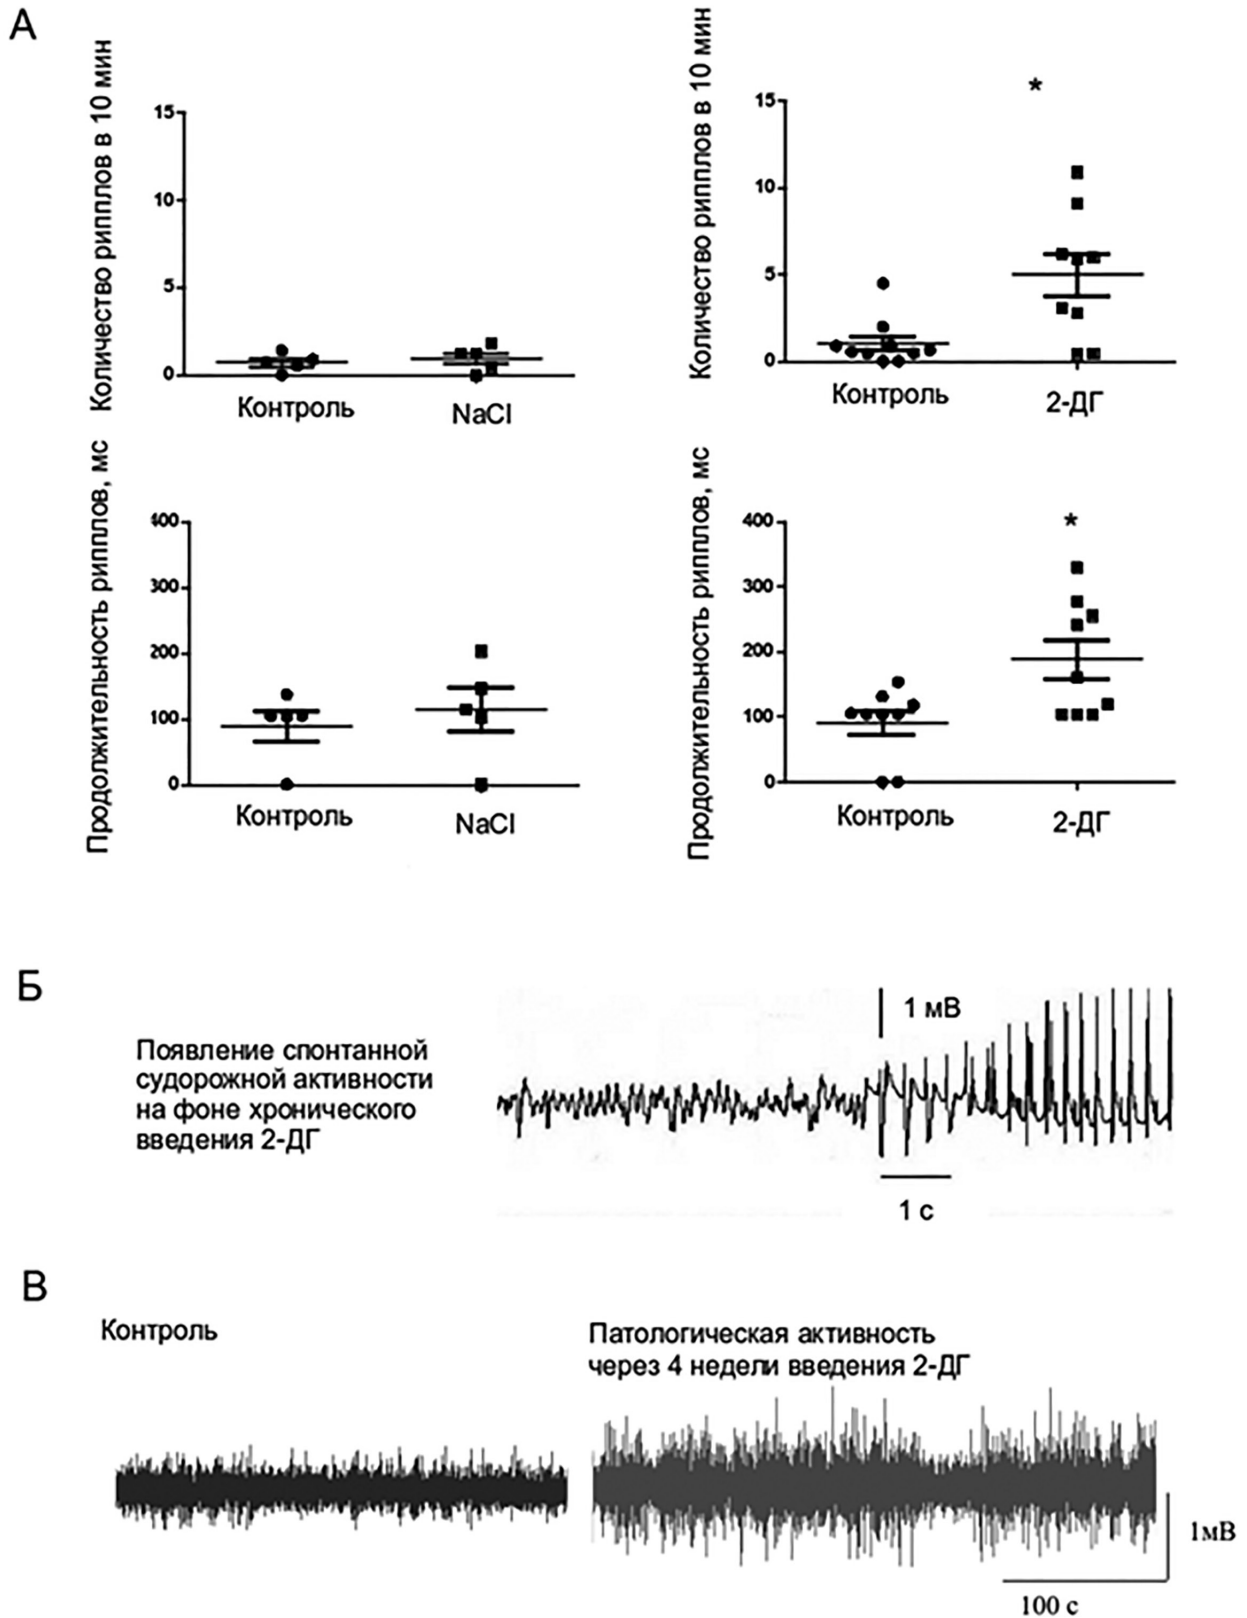 А
Количество рипплов в 10 мин
15
10
5
0
Контроль
NaCl
Количество рипплов в 10 мин
*
15
10
5
0
Контроль
2-ДГ
Продолжительность рипплов, мс
400
300
200
100
0
Контроль
NaCl
Продолжительность рипплов, мс
*
400
300
200
100
0
Контроль
2-ДГ
Б
Появление спонтанной
судорожной активности
на фоне хронического
введения 2-ДГ
1 мВ
1 с
В
Контроль
Патологическая активность
через 4 недели введения 2-ДГ
1мВ
100 с